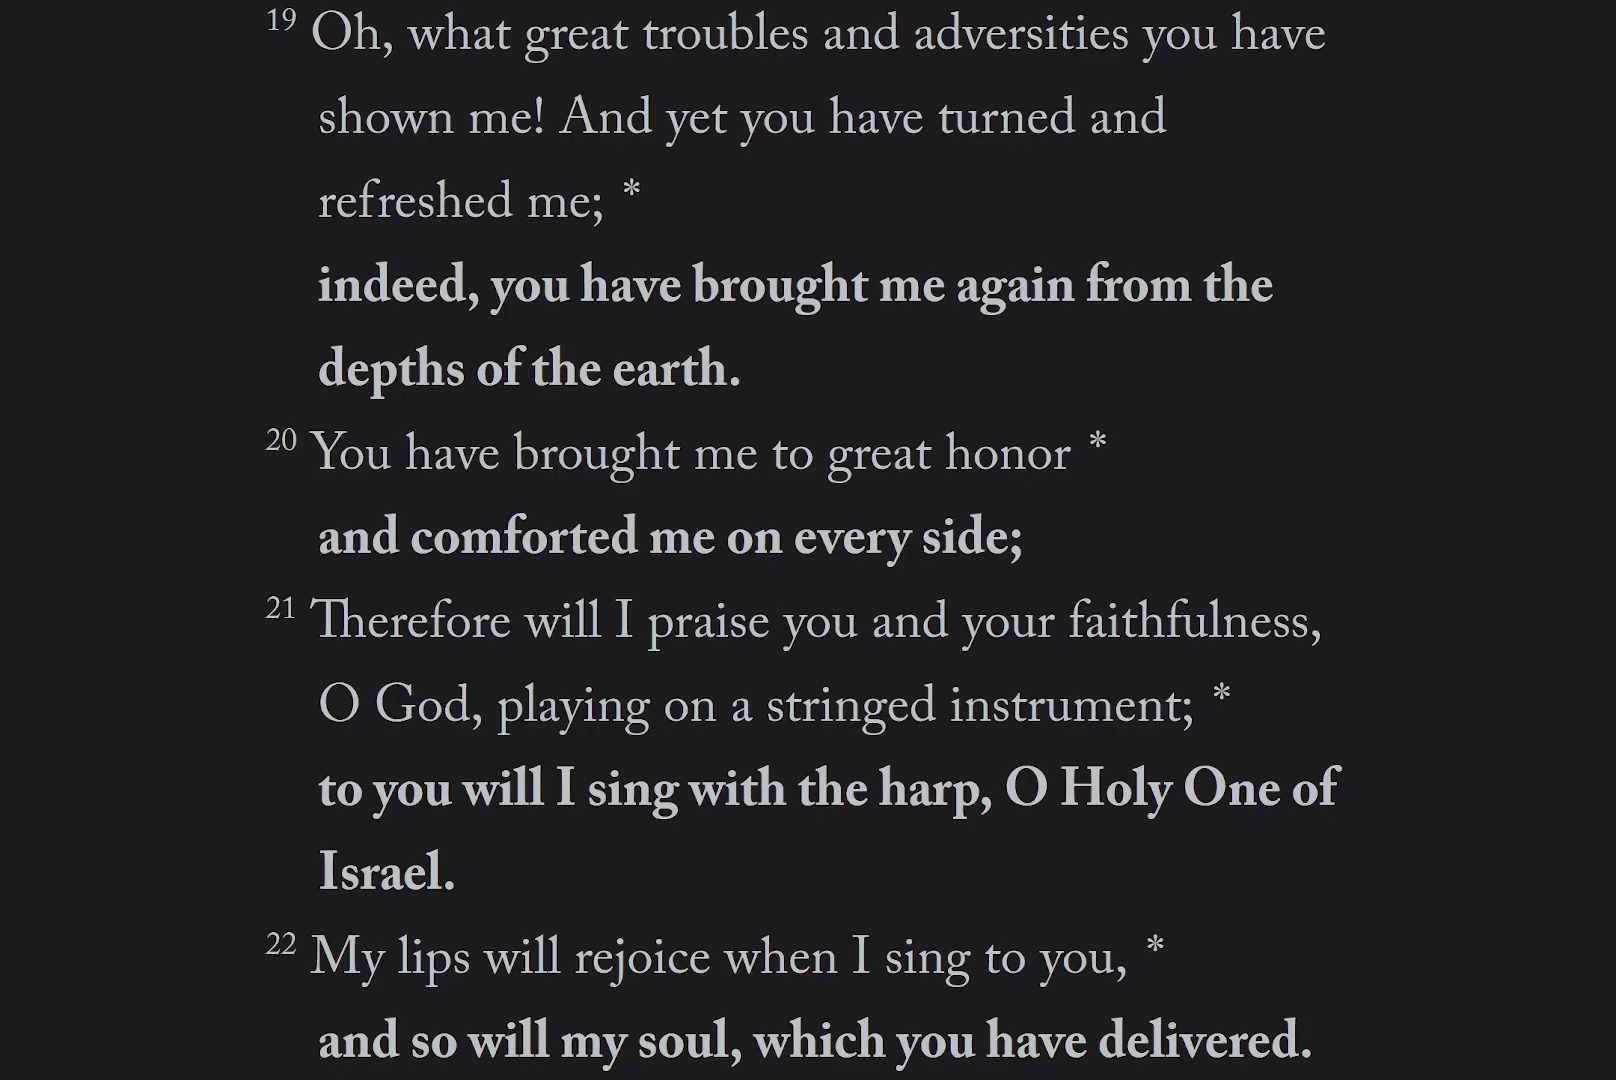 19 Oh, what great troubles and adversities you have
shown me! And yet you have turned and
refreshed me; *
indeed, you have brought me again from the
depths of the earth.
20 You have brought me to great honor *
and comforted me on every side;
21 Therefore will I praise you and your faithfulness,
O God, playing on a stringed instrument; *
to you will I sing with the harp, O Holy One of
Israel.
22 My lips will rejoice when I sing to you, *
and so will my soul, which you have delivered.